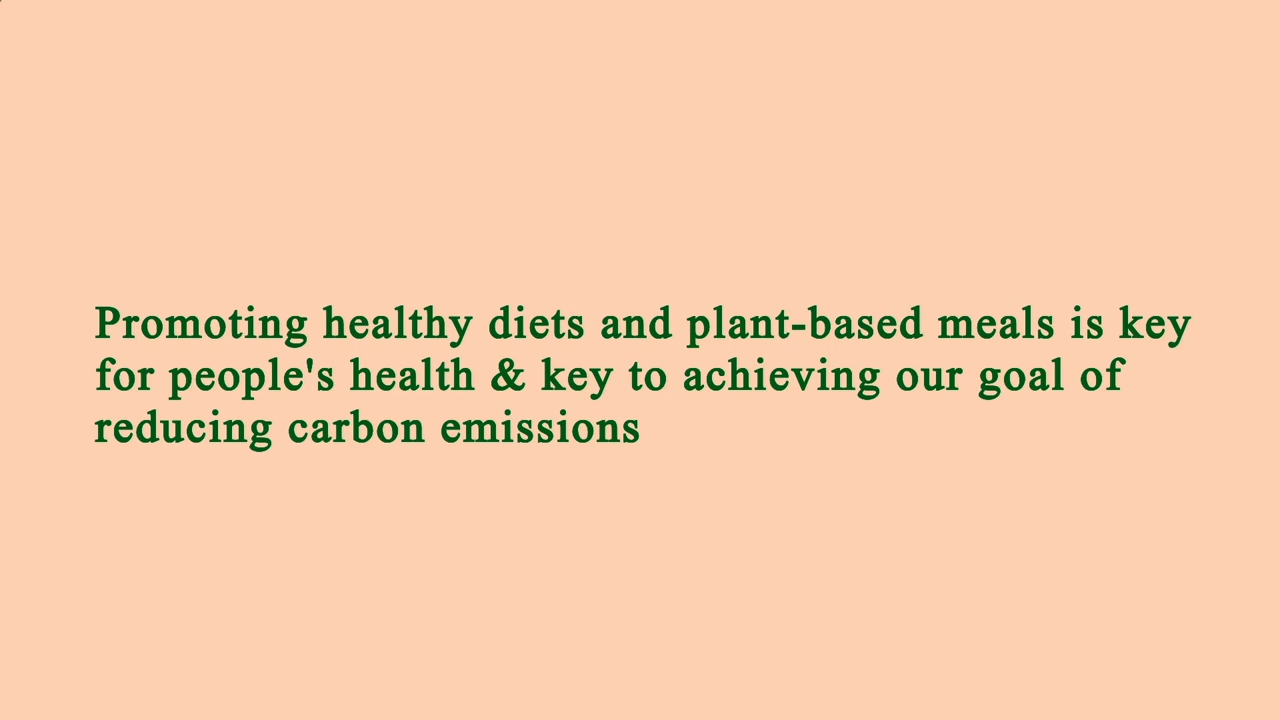 Promoting healthy diets and plant-based meals is key
for people's health & key to achieving our goal of
reducing carbon emissions